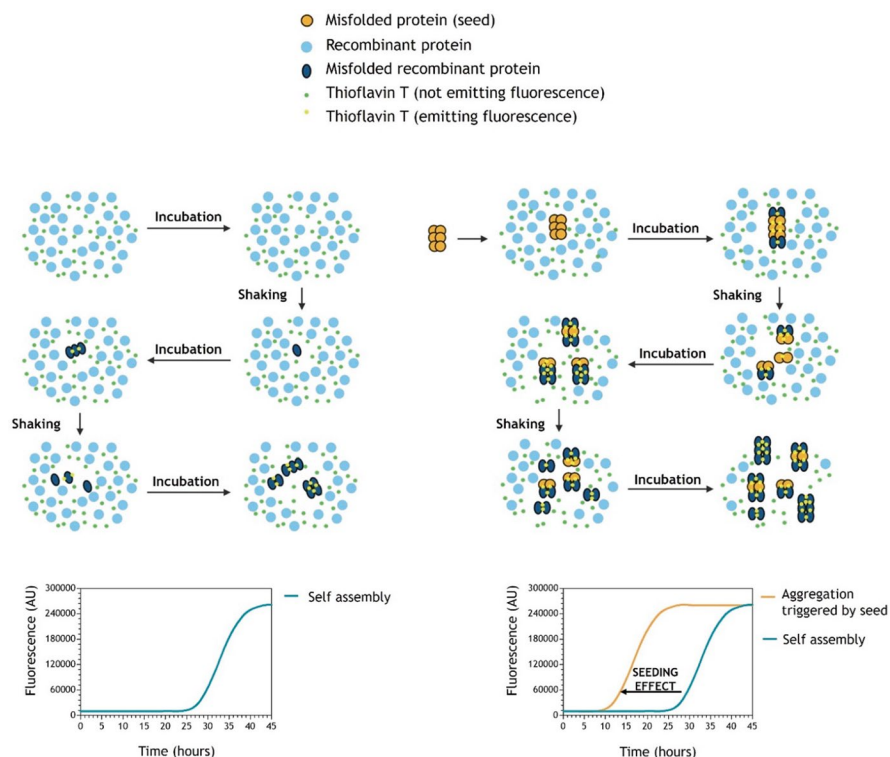 Misfolded protein (seed)
Recombinant protein
Misfolded recombinant protein
Thioflavin T (not emitting fluorescence)
Thioflavin T (emitting fluorescence)
Incubation
Shaking
Incubation
Shaking
Incubation
Incubation
Shaking
Incubation
Shaking
Incubation
Fluorescence (AU)
300000
240000
180000
120000
60000
0
0 5 10 15 20 25 30 35 40 45
Time (hours)
Self assembly
Fluorescence (AU)
300000
240000
180000
120000
60000
0
0 5 10 15 20 25 30 35 40 45
Time (hours)
SEEDING
EFFECT
Aggregation
triggered by seed
Self assembly